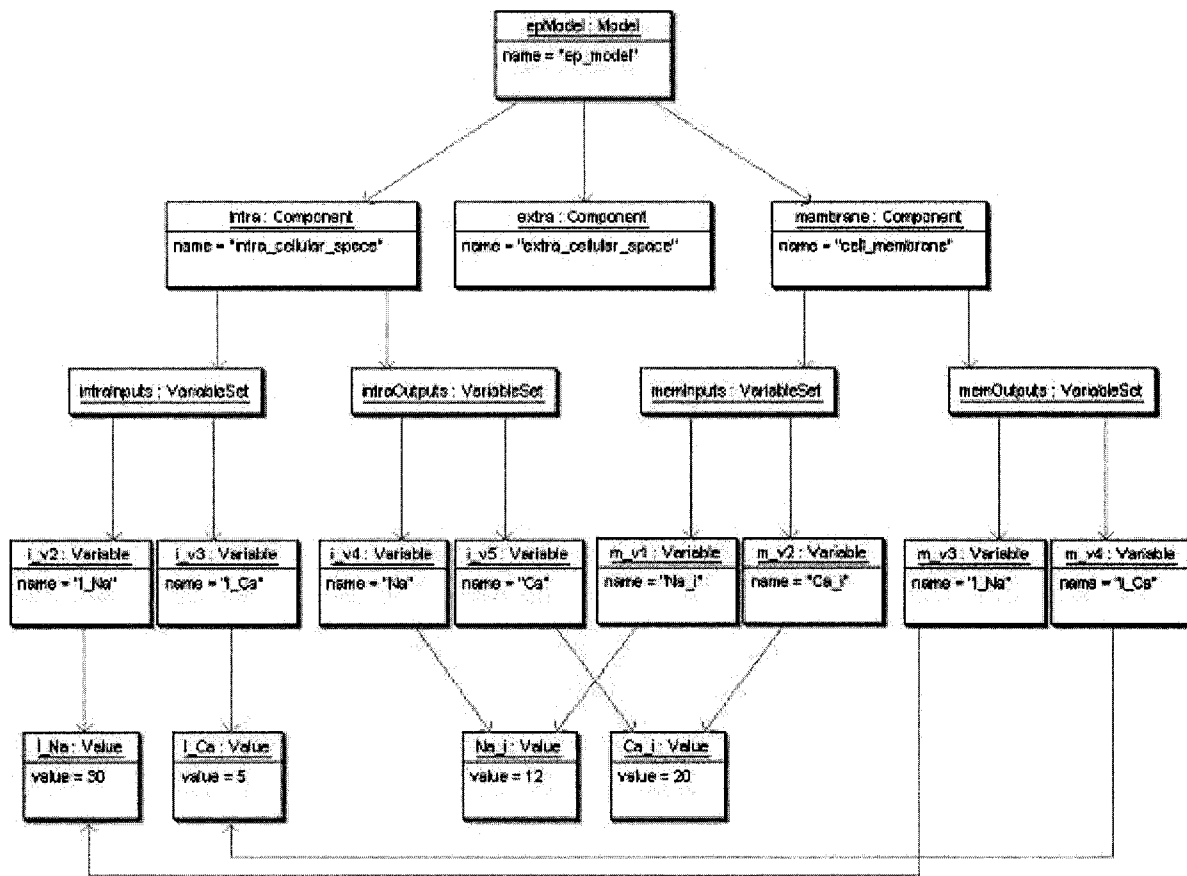 epModel : Model
name = "ep_model"
intra : Component
name = "intra_cellular_space"
extra : Component
name = "extra_cellular_space"
membrane : Component
name = "cell_membrane"
intraInputs : VariableSet
intraOutputs : VariableSet
memInputs : VariableSet
memOutputs : VariableSet
i_v2 : Variable
name = "I_Na"
i_v3 : Variable
name = "I_Ca"
i_v4 : Variable
name = "Na"
i_v5 : Variable
name = "Ca"
m_v1 : Variable
name = "Na_i"
m_v2 : Variable
name = "Ca_i"
m_v3 : Variable
name = "I_Na"
m_v4 : Variable
name = "I_Ca"
I_Na : Value
value = 30
I_Ca : Value
value = 5
Na_i : Value
value = 12
Ca_i : Value
value = 20